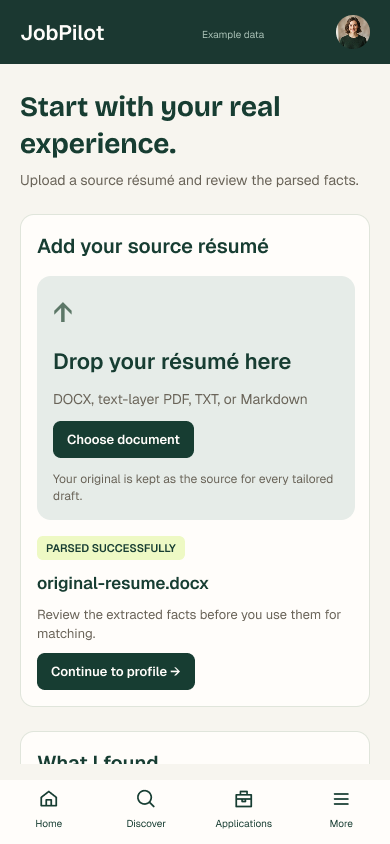 JobPilot
Example data
Start with your real
experience.
Upload a source résumé and review the parsed facts.
Add your source résumé
Drop your résumé here
DOCX, text-layer PDF, TXT, or Markdown
Choose document
Your original is kept as the source for every tailored
draft.
PARSED SUCCESSFULLY
original-resume.docx
Review the extracted facts before you use them for
matching.
Continue to profile →
What I found
Home
Discover
Applications
More